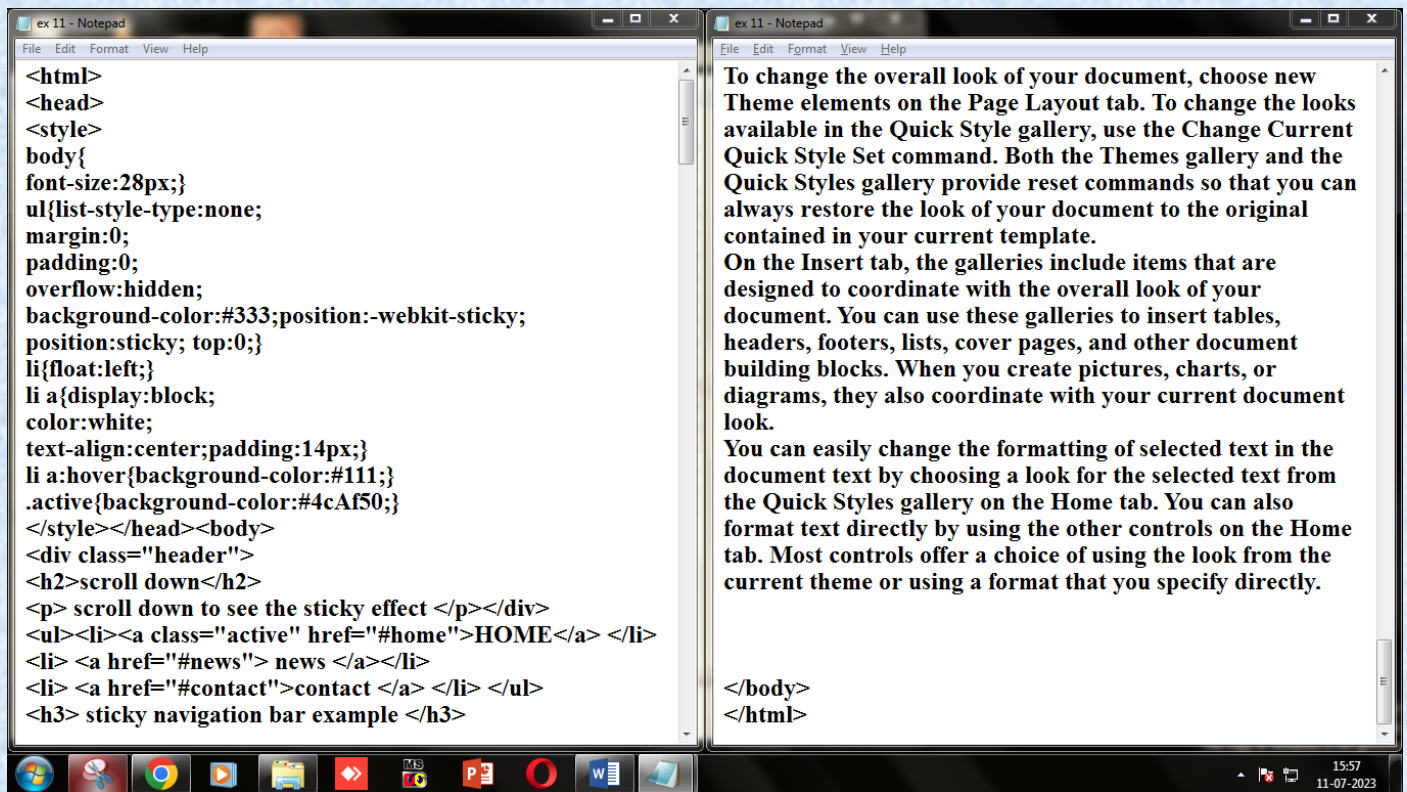 ex 11 - Notepad
File Edit Format View Help
<html>
<head>
<style>
body{
font-size:28px;}
ul{list-style-type:none;
margin:0;
padding:0;
overflow:hidden;
background-color:#333;position:-webkit-sticky;
position:sticky; top:0;}
li{float:left;}
li a{display:block;
color:white;
text-align:center;padding:14px;}
li a:hover{background-color:#111;}
.active{background-color:#4cAf50;}
</style></head><body>
<div class="header">
<h2>scroll down</h2>
<p> scroll down to see the sticky effect </p></div>
<ul><li><a class="active" href="#home">HOME</a> </li>
<li> <a href="#news"> news </a></li>
<li> <a href="#contact">contact </a> </li> </ul>
<h3> sticky navigation bar example </h3>
ex 11 - Notepad
File Edit Format View Help
To change the overall look of your document, choose new
Theme elements on the Page Layout tab. To change the looks
available in the Quick Style gallery, use the Change Current
Quick Style Set command. Both the Themes gallery and the
Quick Styles gallery provide reset commands so that you can
always restore the look of your document to the original
contained in your current template.
On the Insert tab, the galleries include items that are
designed to coordinate with the overall look of your
document. You can use these galleries to insert tables,
headers, footers, lists, cover pages, and other document
building blocks. When you create pictures, charts, or
diagrams, they also coordinate with your current document
look.
You can easily change the formatting of selected text in the
document text by choosing a look for the selected text from
the Quick Styles gallery on the Home tab. You can also
format text directly by using the other controls on the Home
tab. Most controls offer a choice of using the look from the
current theme or using a format that you specify directly.
</body>
</html>
MS
P
W
15:57
11-07-2023